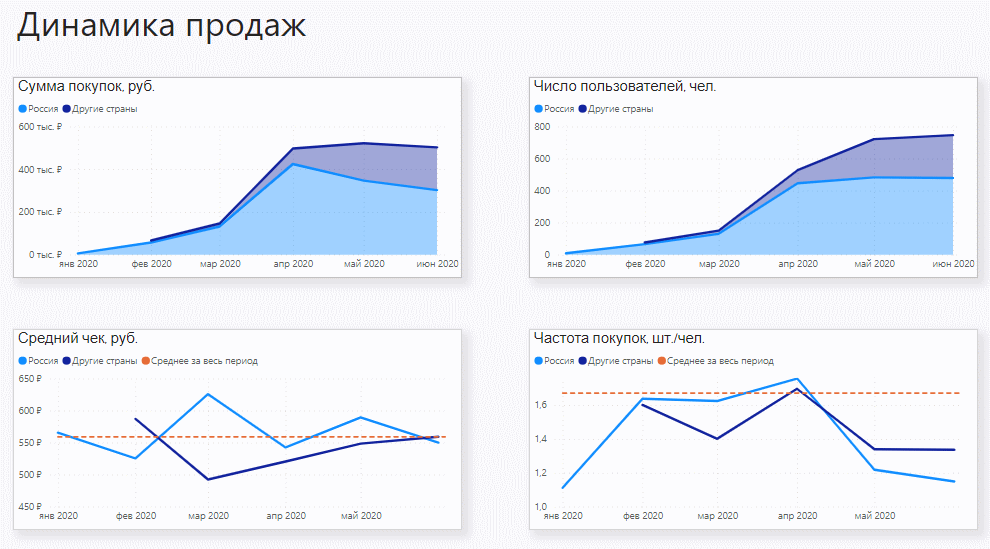 Динамика продаж
Сумма покупок, руб.
Россия Другие страны
600 тыс. ₽
400 тыс. ₽
200 тыс. ₽
0 тыс. ₽
янв 2020 фев 2020 мар 2020 апр 2020 май 2020 июн 2020
Число пользователей, чел.
Россия Другие страны
800
600
400
200
0
янв 2020 фев 2020 мар 2020 апр 2020 май 2020 июн 2020
Средний чек, руб.
Россия Другие страны Среднее за весь период
650 ₽
600 ₽
550 ₽
500 ₽
450 ₽
янв 2020 фев 2020 мар 2020 апр 2020 май 2020
Частота покупок, шт./чел.
Россия Другие страны Среднее за весь период
1,6
1,4
1,2
1,0
янв 2020 фев 2020 мар 2020 апр 2020 май 2020